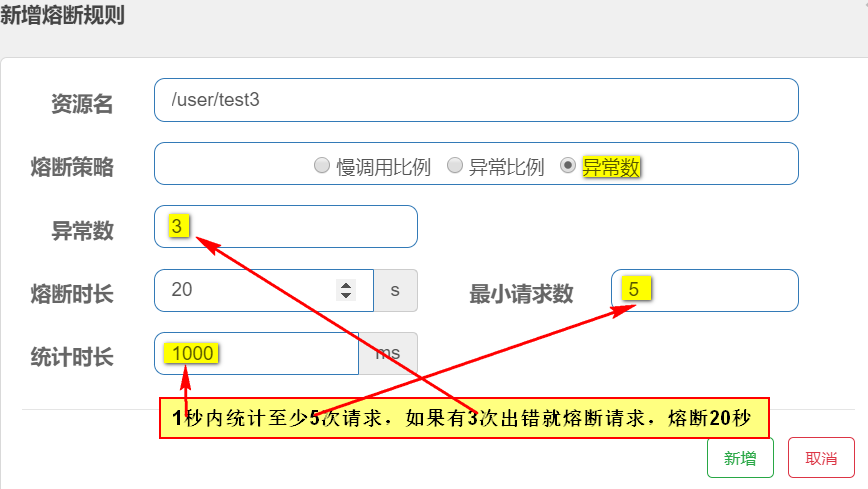 新增熔断规则
资源名 /user/test3
熔断策略 慢调用比例 异常比例 异常数
异常数 3
熔断时长 20 s 最小请求数 5
统计时长 1000 ms
1秒内统计至少5次请求，如果有3次出错就熔断请求，熔断20秒
新增 取消